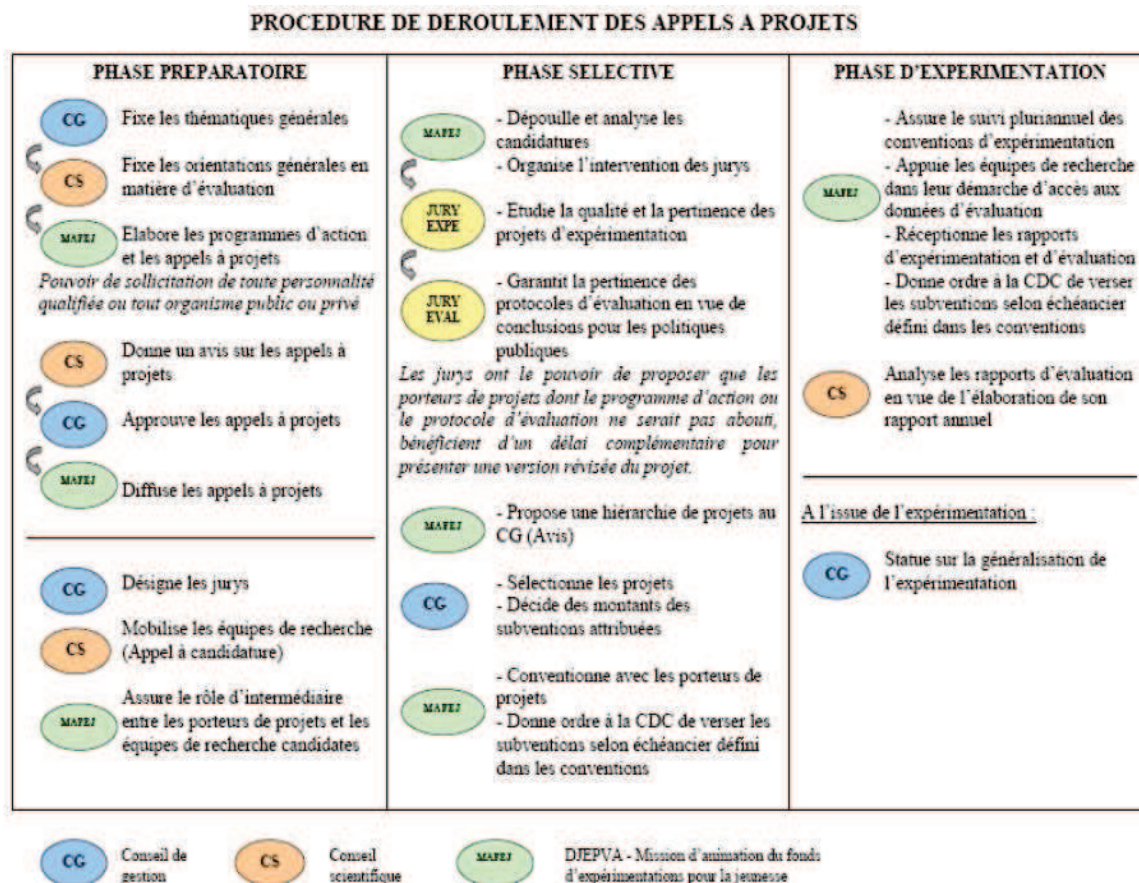 PROCEDURE DE DEROULEMENT DES APPELS A PROJETS
PHASE PREPARATOIRE
CG
Fixe les thématiques générales
CS
Fixe les orientations générales en
matière d'évaluation
MAFEJ
Elabore les programmes d'action
et les appels à projets
Pouvoir de sollicitation de toute personnalité
qualifiée ou tout organisme public ou privé
CS
Donne un avis sur les appels à
projets
CG
Approuve les appels à projets
MAFEJ
Diffuse les appels à projets
CG
Désigne les jurys
CS
Mobilise les équipes de recherche
(Appel à candidature)
MAFEJ
Assure le rôle d'intermédiaire
entre les porteurs de projets et les
équipes de recherche candidates
PHASE SELECTIVE
MAFEJ
- Dépouille et analyse les
candidatures
- Organise l'intervention des jurys
JURY
EXPE
- Etudie la qualité et la pertinence des
projets d'expérimentation
JURY
EVAL
- Garantit la pertinence des
protocoles d'évaluation en vue de
conclusions pour les politiques
publiques
Les jurys ont le pouvoir de proposer que les
porteurs de projets dont le programme d'action ou
le protocole d'évaluation ne serait pas abouti,
bénéficient d'un délai complémentaire pour
présenter une version révisée du projet.
MAFEJ
- Propose une hiérarchie de projets au
CG (Avis)
CG
- Sélectionne les projets
- Décide des montants des
subventions attribuées
MAFEJ
- Conventionne avec les porteurs de
projets
- Donne ordre à la CDC de verser les
subventions selon échéancier défini
dans les conventions
PHASE D'EXPERIMENTATION
MAFEJ
- Assure le suivi pluriannuel des
conventions d'expérimentation
- Appuie les équipes de recherche
dans leur démarche d'accès aux
données d'évaluation
- Réceptionne les rapports
d'expérimentation et d'évaluation
- Donne ordre à la CDC de verser
les subventions selon échéancier
défini dans les conventions
CS
Analyse les rapports d'évaluation
en vue de l'élaboration de son
rapport annuel
A l'issue de l'expérimentation :
CG
Statue sur la généralisation de
l'expérimentation
CG
Conseil de
gestion
CS
Conseil
scientifique
MAFEJ
DJEPVA - Mission d'animation du fonds
d'expérimentations pour la jeunesse